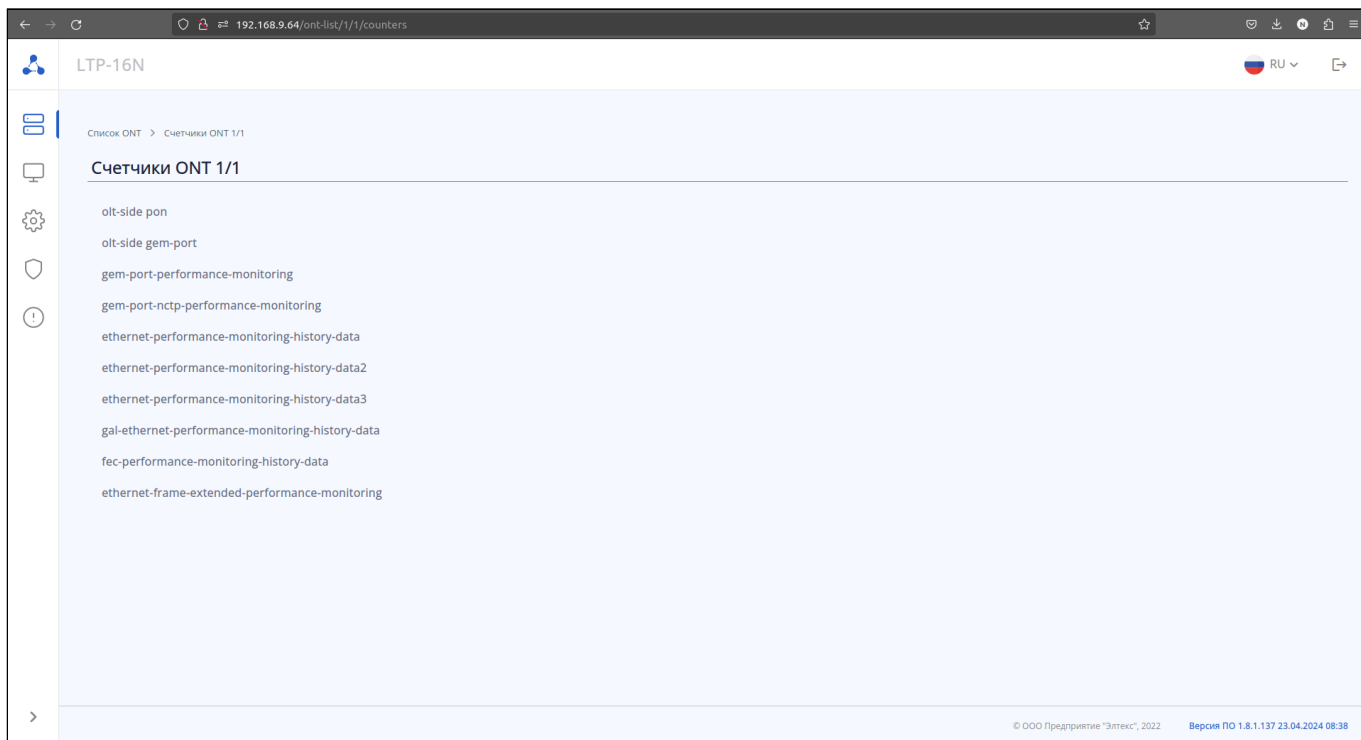 192.168.9.64/ont-list/1/1/counters
N
LTP-16N
RU
Список ONT > Счетчики ONT 1/1
Счетчики ONT 1/1
olt-side pon
olt-side gem-port
gem-port-performance-monitoring
gem-port-nctp-performance-monitoring
ethernet-performance-monitoring-history-data
ethernet-performance-monitoring-history-data2
ethernet-performance-monitoring-history-data3
gal-ethernet-performance-monitoring-history-data
fec-performance-monitoring-history-data
ethernet-frame-extended-performance-monitoring
© ООО Предприятие "Элтекс", 2022 Версия ПО 1.8.1.137 23.04.2024 08:38